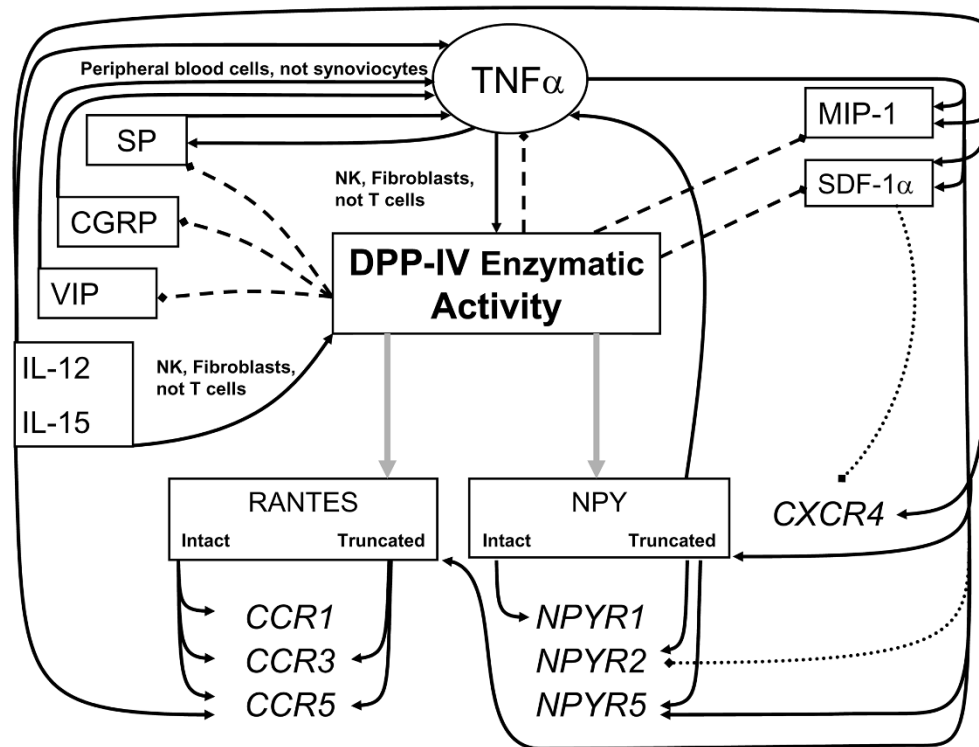 TNFα
Peripheral blood cells, not synoviocytes
MIP-1
SP
SDF-1α
NK, Fibroblasts,
not T cells
CGRP
DPP-IV Enzymatic
Activity
VIP
IL-12
IL-15
NK, Fibroblasts,
not T cells
RANTES
Intact
Truncated
NPY
Intact
Truncated
CXCR4
CCR1
CCR3
CCR5
NPYR1
NPYR2
NPYR5